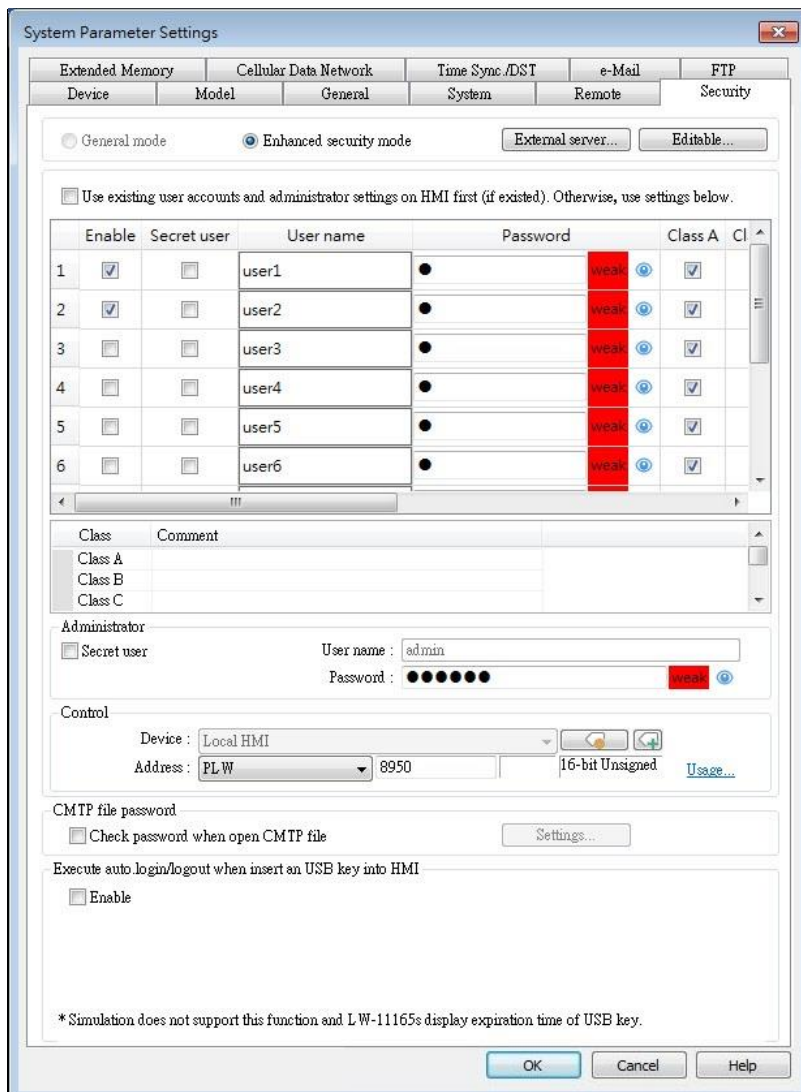 System Parameter Settings
Extended Memory Cellular Data Network Time Sync./DST e-Mail FTP
Device Model General System Remote Security
General mode Enhanced security mode External server... Editable...
Use existing user accounts and administrator settings on HMI first (if existed). Otherwise, use settings below.
Enable Secret user User name Password Class A Cl
1 user1 weak
2 user2 weak
3 user3 weak
4 user4 weak
5 user5 weak
6 user6 weak
Class Comment
Class A
Class B
Class C
Administrator
Secret user User name : admin
Password : weak
Control
Device : Local HMI
Address : PLW 8950 16-bit Unsigned Usage...
CMTP file password
Check password when open CMTP file Settings...
Execute auto.login/logout when insert an USB key into HMI
Enable
* Simulation does not support this function and LW-11165s display expiration time of USB key.
OK Cancel Help